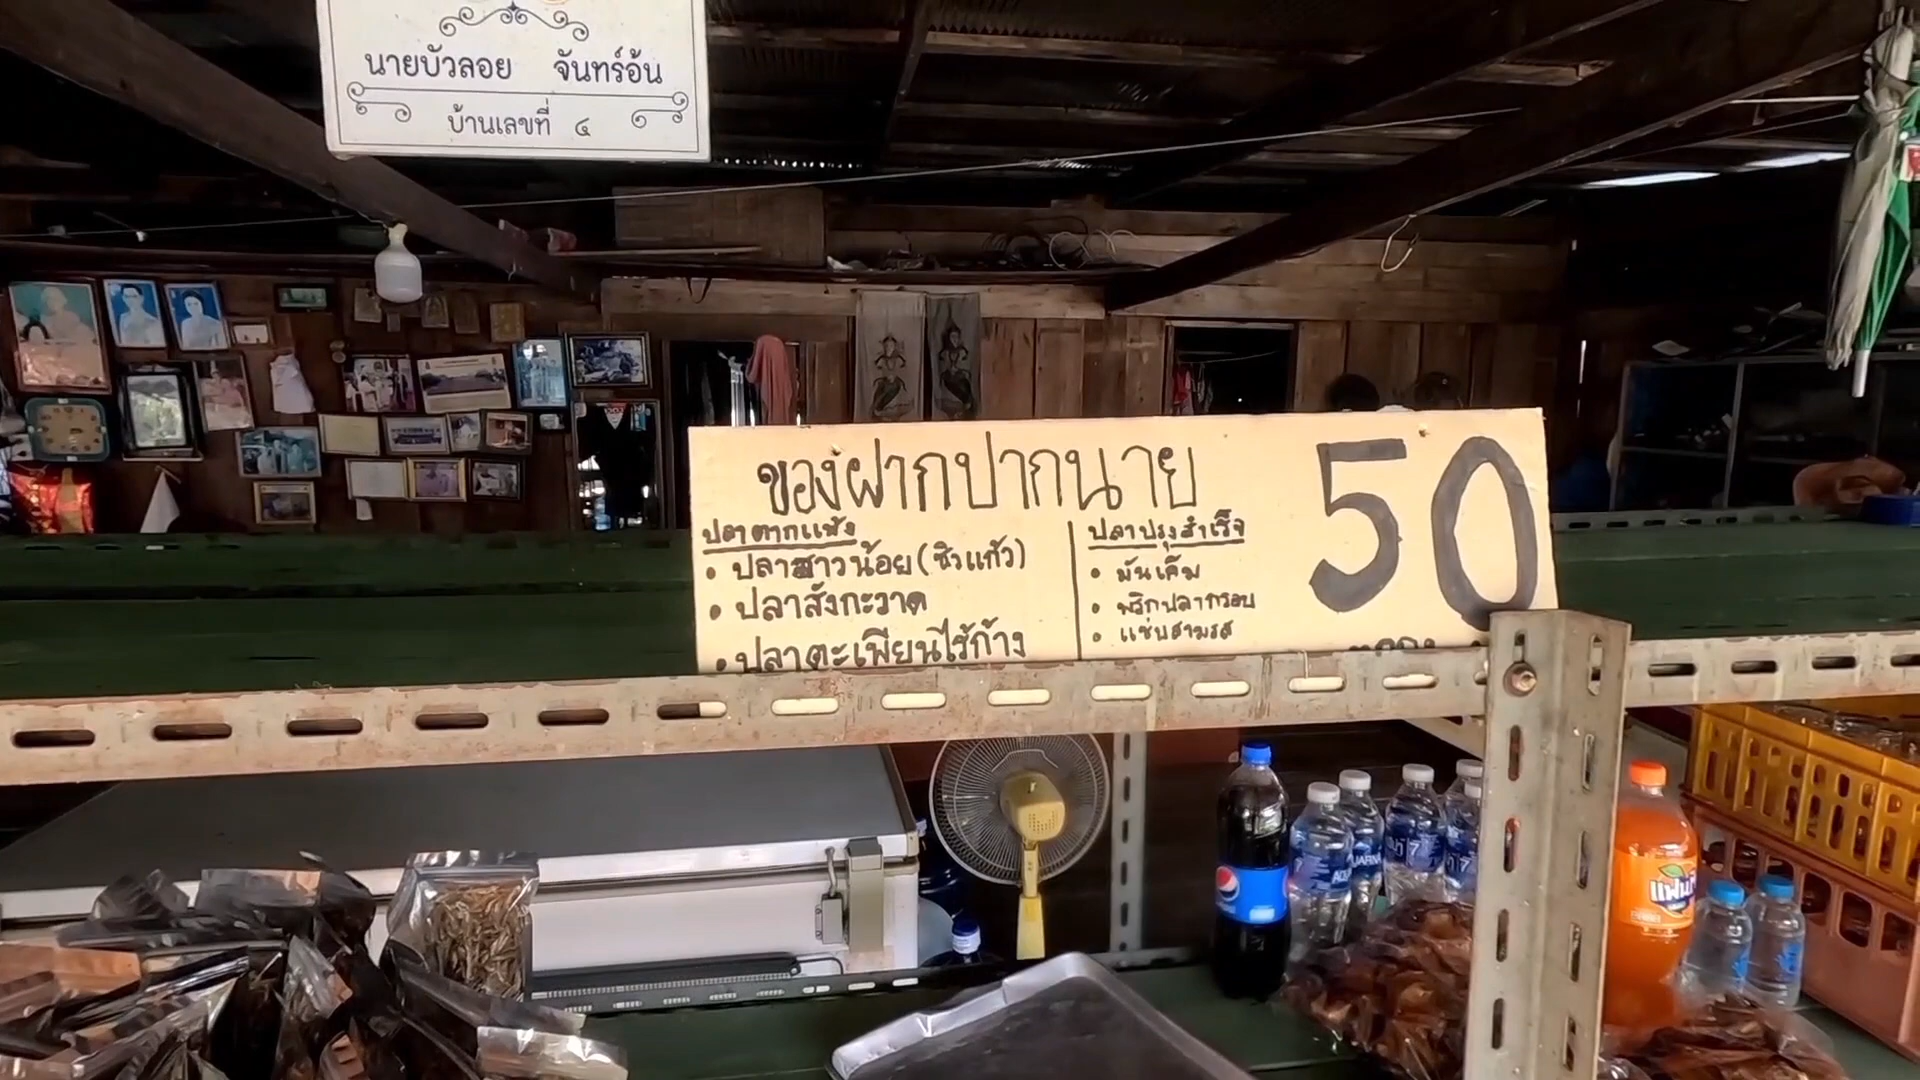 นายบัวลอย จันทร์อ้น
บ้านเลขที่ ๔
ของฝากปากนาย
50
ปลาตากแห้ง
• ปลาสาวน้อย (ซิวแก้ว)
• ปลาสังกะวาด
• ปลาตะเพียนไร้ก้าง
ปลาปรุงสำเร็จ
• มันเค็ม
• พริกปลากรอบ
• แซ่บสามรส
แฟนต้า